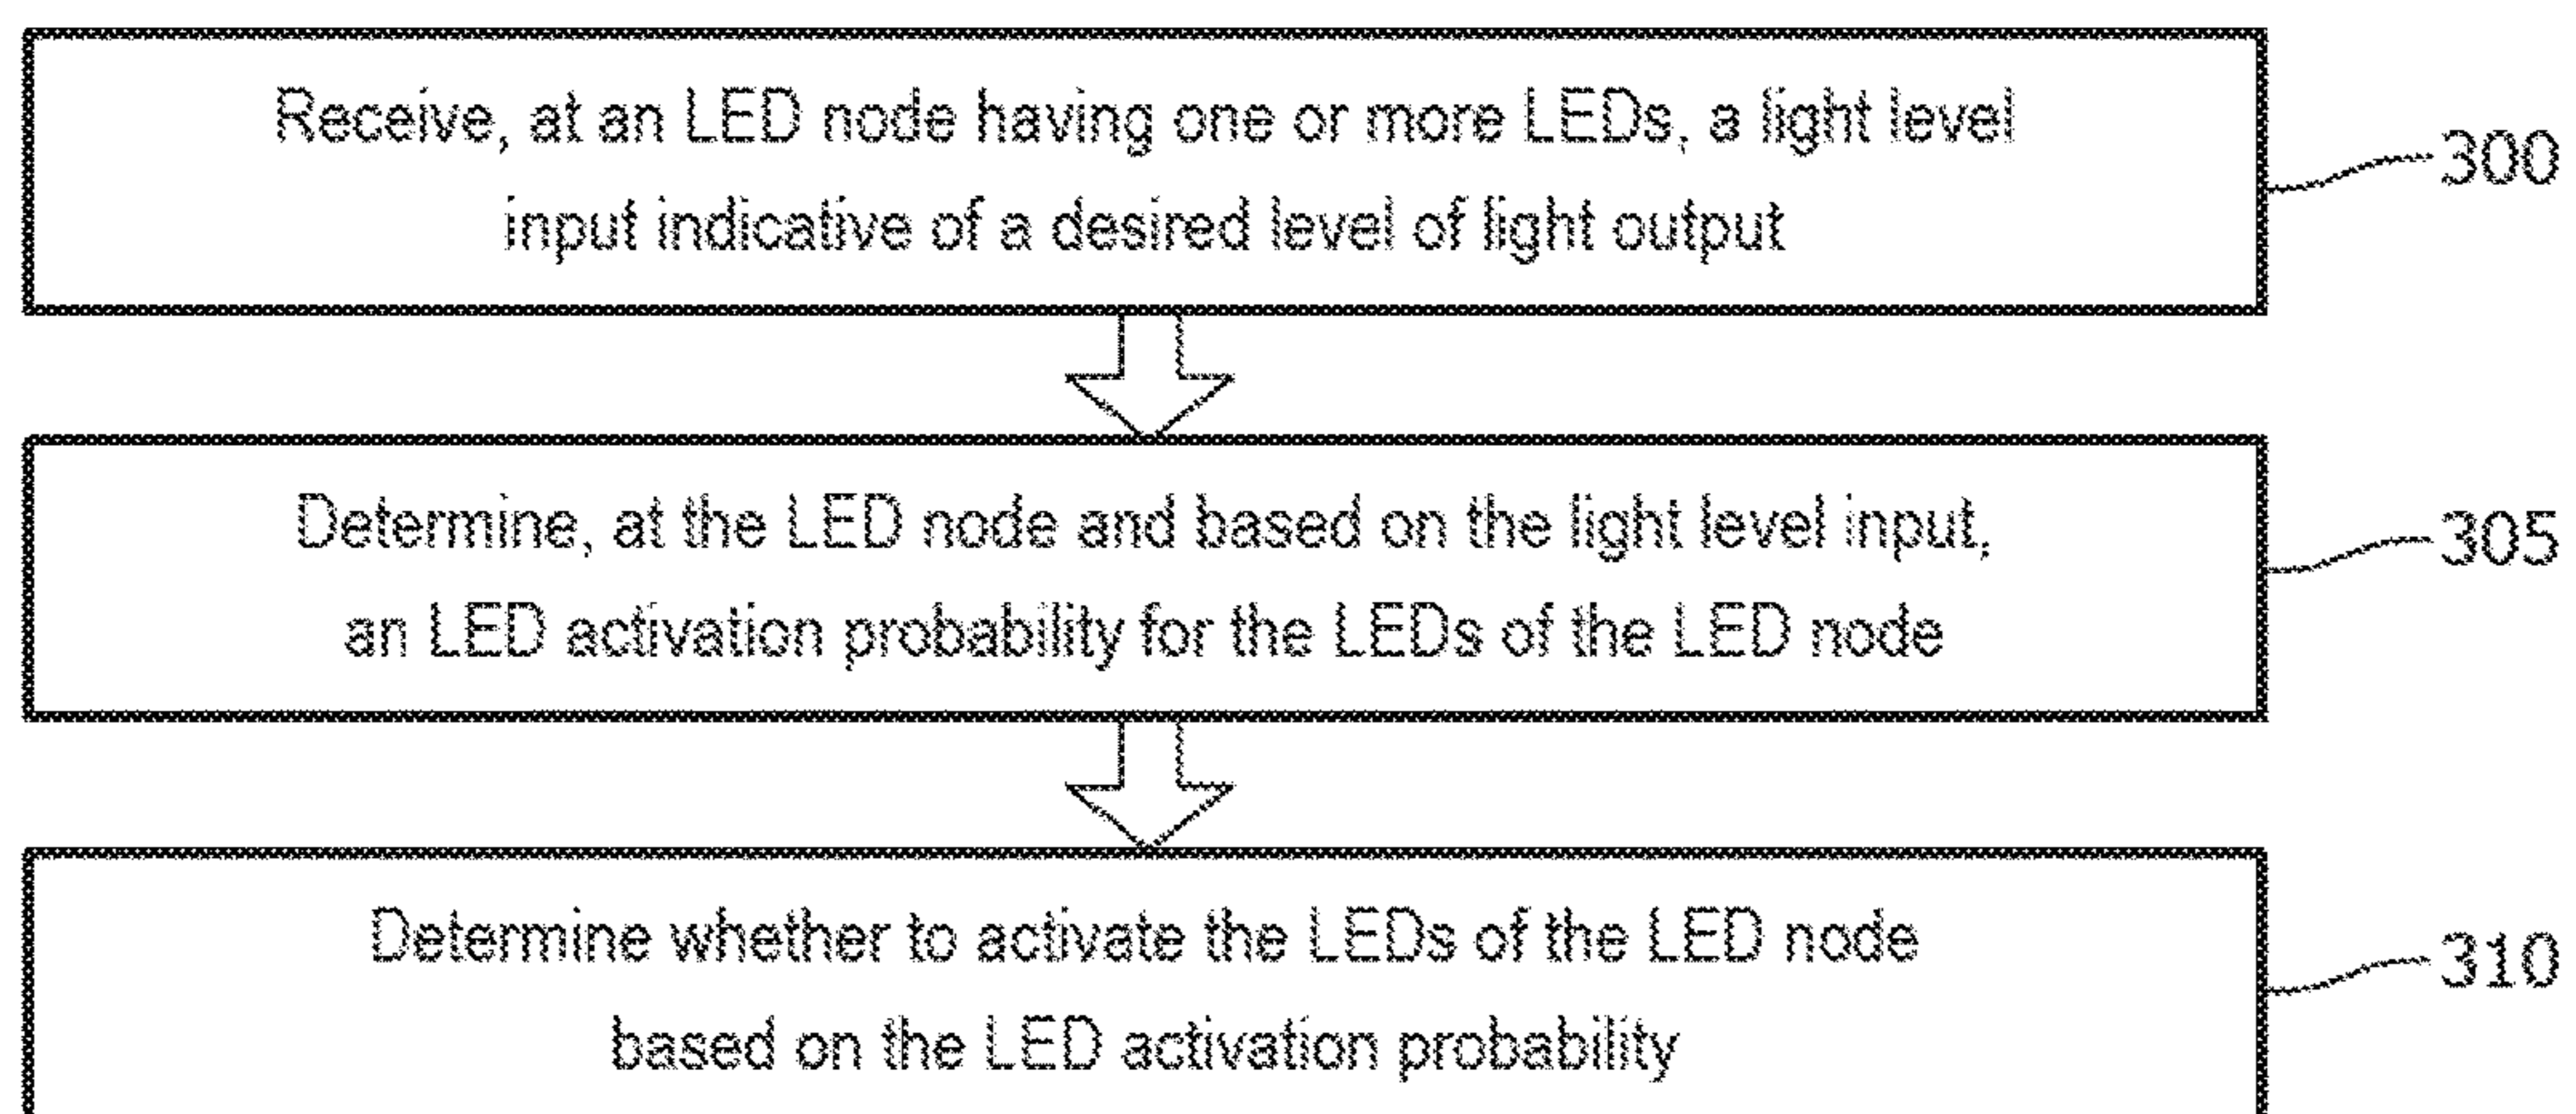 Receive, at an LED node having one or more LEDs, a light level
input indicative of a desired level of light output
300
Determine, at the LED node and based on the light level input,
an LED activation probability for the LEDs of the LED node
305
Determine whether to activate the LEDs of the LED node
based on the LED activation probability
310